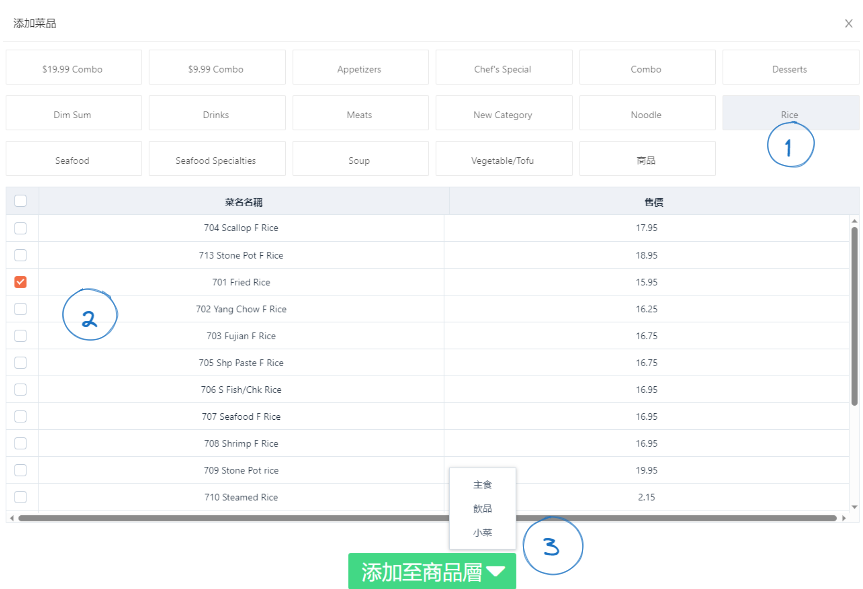 添加菜品
$19.99 Combo $9.99 Combo Appetizers Chef's Special Combo Desserts
Dim Sum Drinks Meats New Category Noodle Rice
1
Seafood Seafood Specialties Soup Vegetable/Tofu 商品
菜名名稱 售價
704 Scallop F Rice 17.95
713 Stone Pot F Rice 18.95
701 Fried Rice 15.95
702 Yang Chow F Rice 16.25
2
703 Fujian F Rice 16.75
705 Shp Paste F Rice 16.75
706 S Fish/Chk Rice 16.95
707 Seafood F Rice 16.95
708 Shrimp F Rice 16.95
709 Stone Pot rice 19.95
主食
710 Steamed Rice 2.15
飲品
小菜
3
添加至商品層